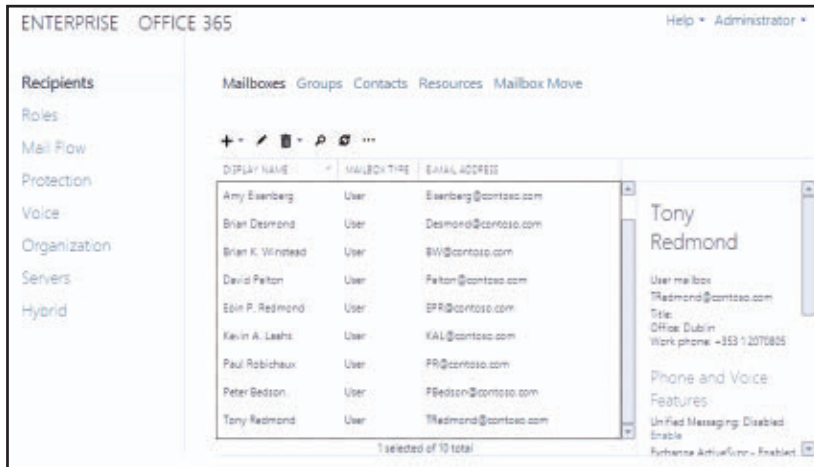 ENTERPRISE OFFICE 365
Help Administrator
Recipients
Roles
Mail Flow
Protection
Voice
Organization
Servers
Hybrid
Mailboxes Groups Contacts Resources Mailbox Move
DISPLAY NAME MAILBOX TYPE E-MAIL ADDRESS
Amy Eisenberg User Eisenberg@contoso.com
Brian Desmond User Desmond@contoso.com
Brian K. Winstead User BW@contoso.com
David Pelton User Pelton@contoso.com
Eoin P. Redmond User EPR@contoso.com
Kevin A. Laahs User KAL@contoso.com
Paul Robichaux User PR@contoso.com
Peter Bedson User PBedson@contoso.com
Tony Redmond User TRedmond@contoso.com
1 selected of 10 total
Tony
Redmond
User mailbox
TRedmond@contoso.com
Title:
Office: Dublin
Work phone: +353 1 2070805
Phone and Voice
Features
Unified Messaging: Disabled
Enable
Exchange ActiveSync - Enabled